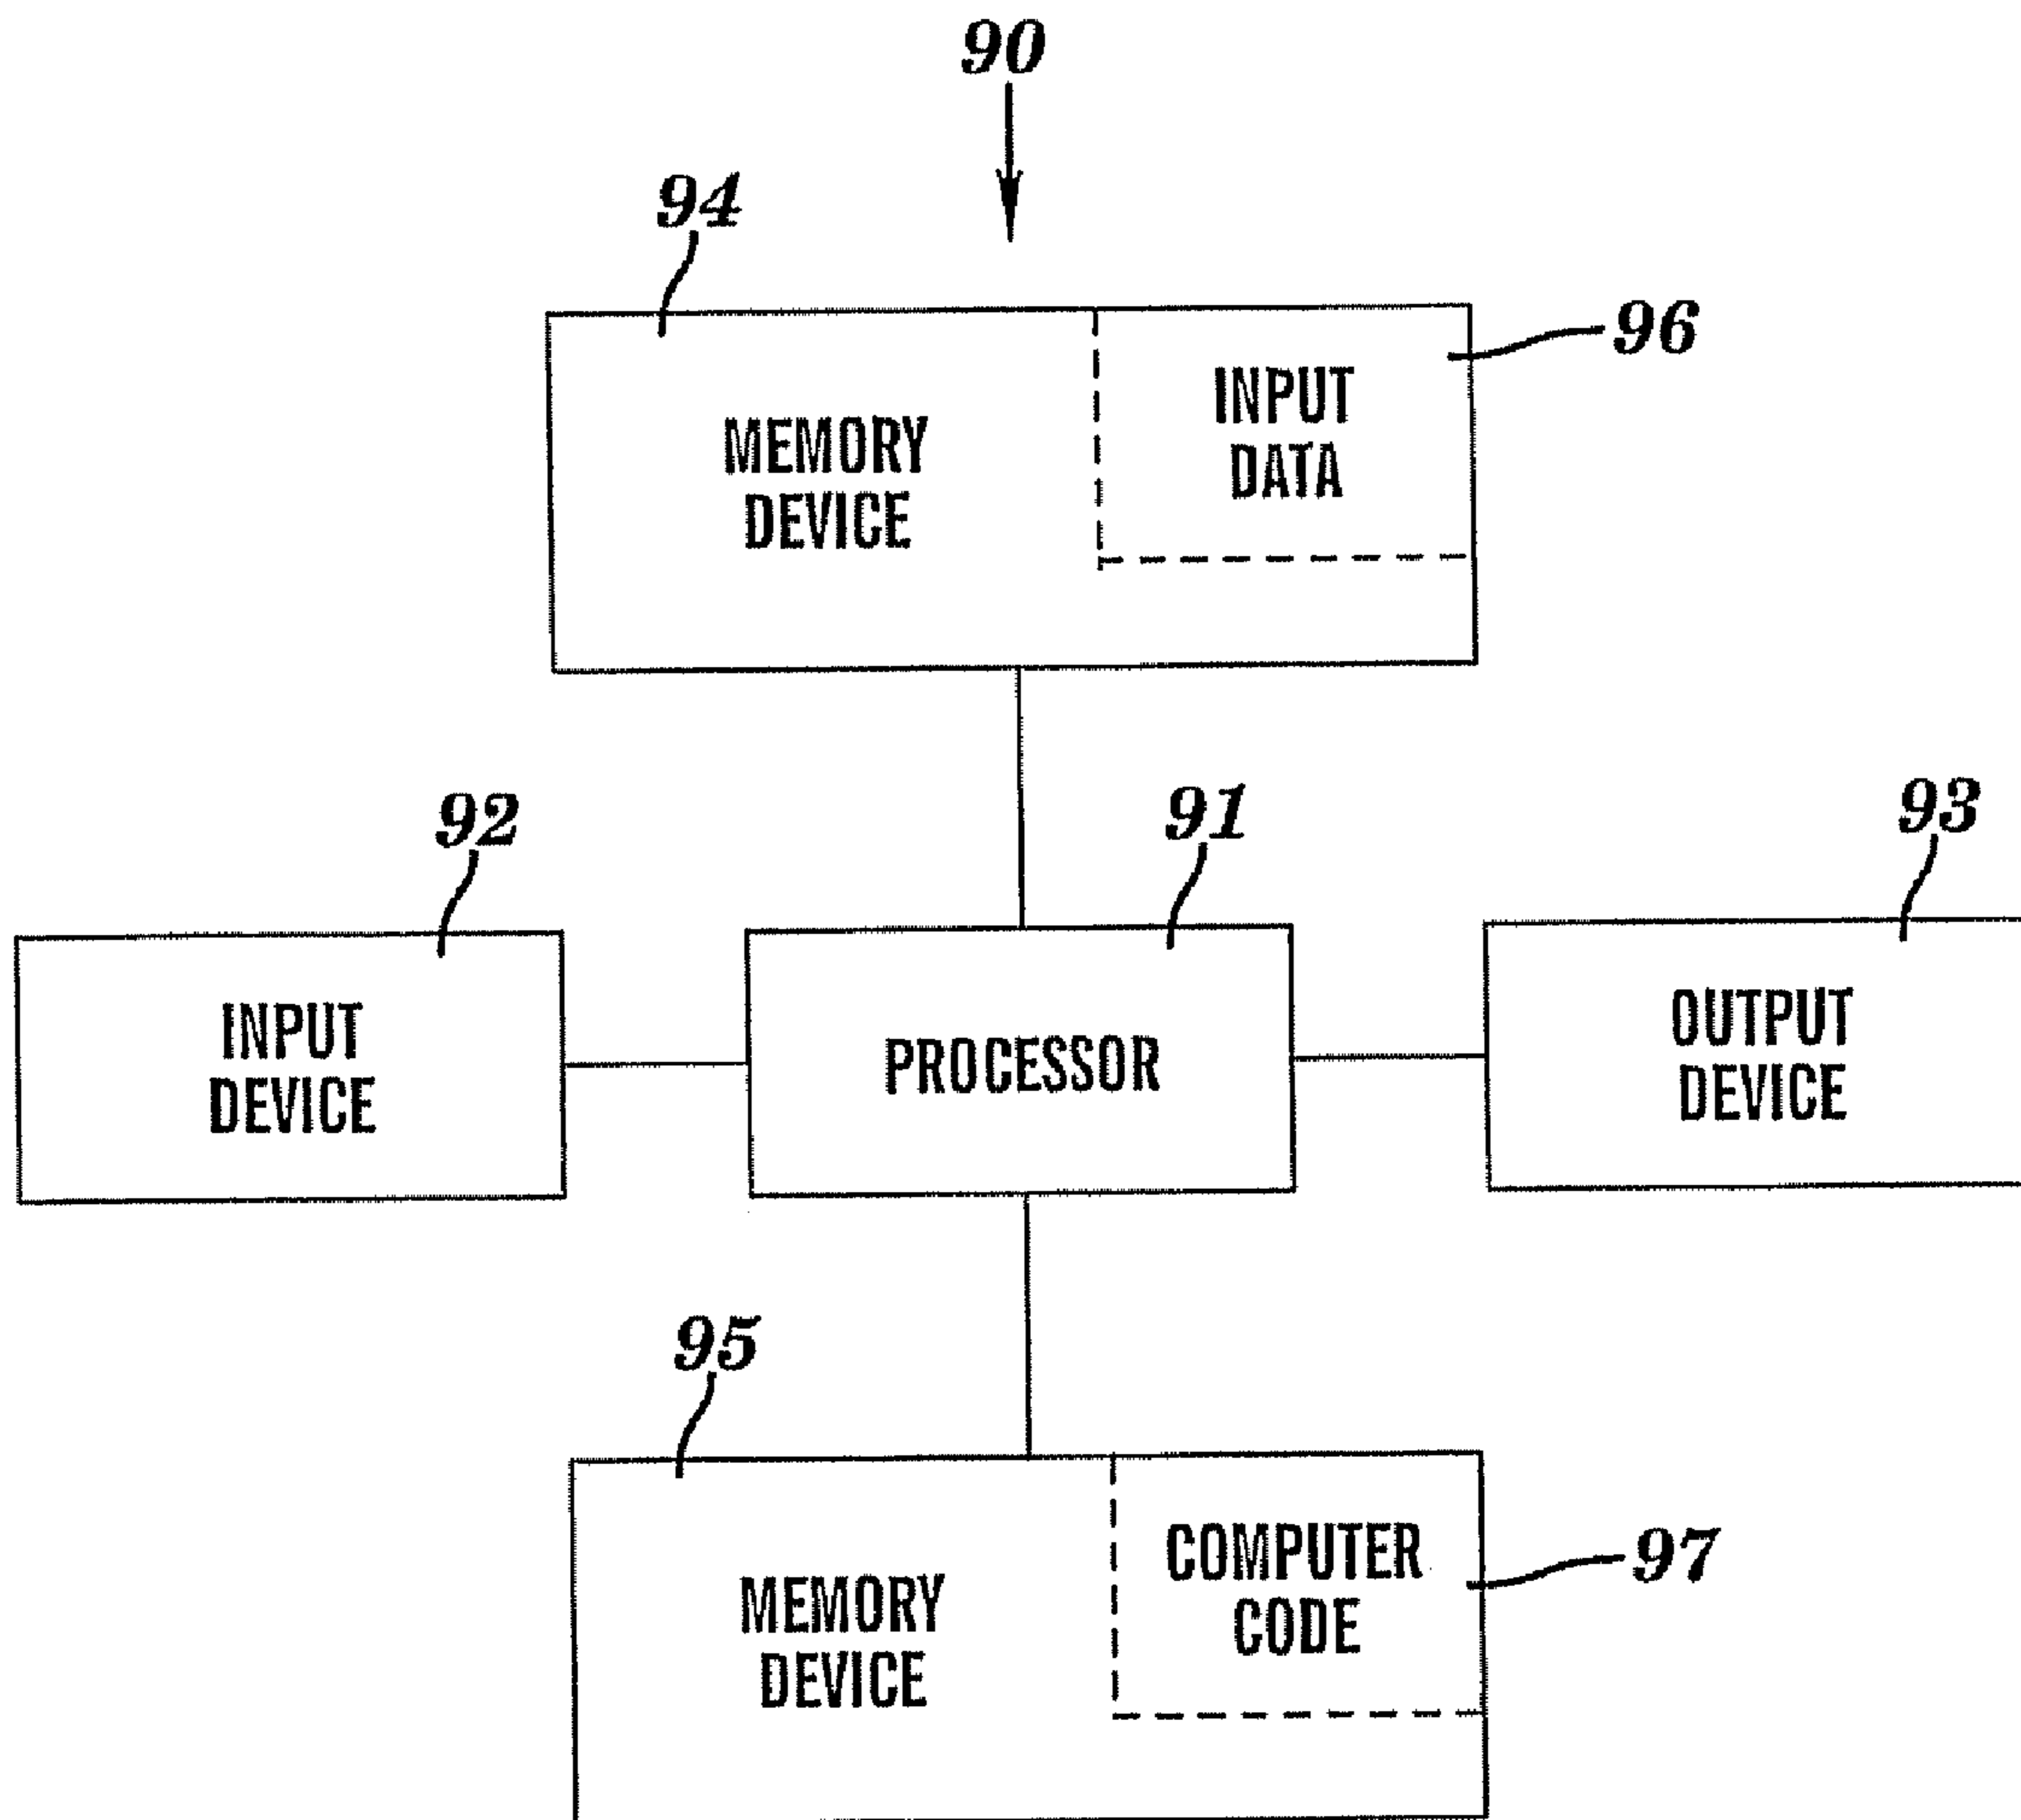 90
94
96
INPUT
DATA
MEMORY
DEVICE
92
91
93
INPUT
DEVICE
PROCESSOR
OUTPUT
DEVICE
95
97
COMPUTER
CODE
MEMORY
DEVICE